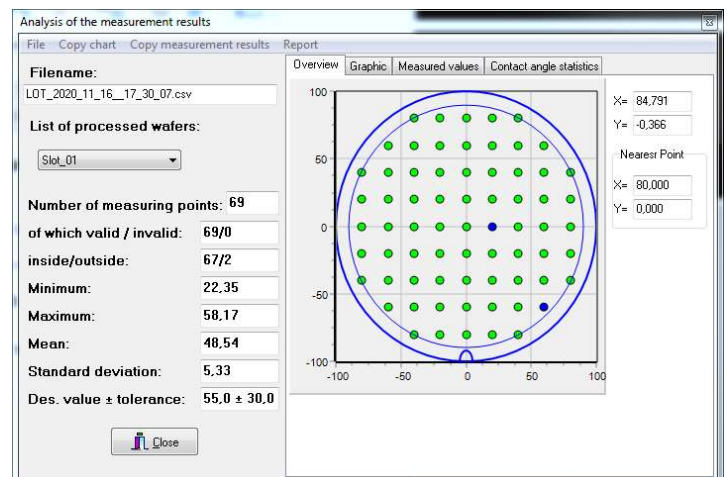 Analysis of the measurement results
File Copy chart Copy measurement results Report
Filename:
LOT_2020_11_16__17_30_07.csv
List of processed wafers:
Slot_01
Number of measuring points: 69
of which valid / invalid: 69/0
inside/outside: 67/2
Minimum: 22,35
Maximum: 58,17
Mean: 48,54
Standard deviation: 5,33
Des. value ± tolerance: 55,0 ± 30,0
Close
Overview Graphic Measured values Contact angle statistics
100
50
0
-50
-100
-100 -50 0 50 100
X= 84,791
Y= -0,366
Nearesr Point
X= 80,000
Y= 0,000